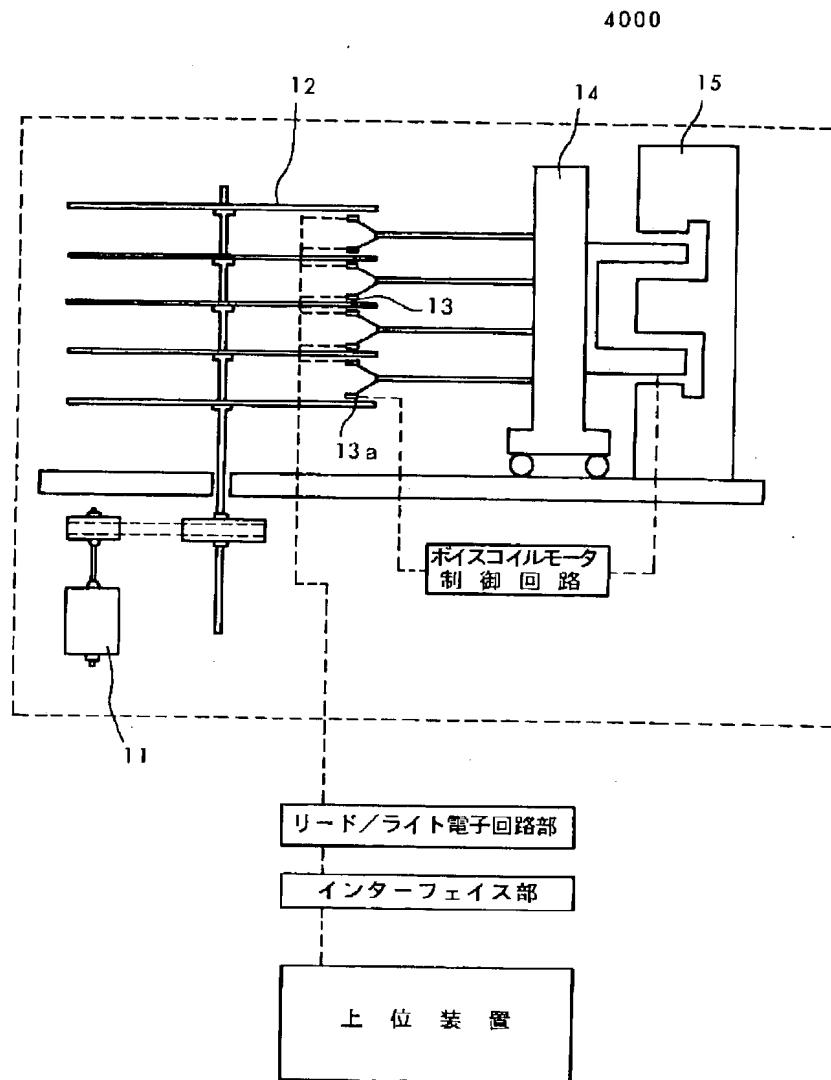 4000
12
14
15
13
13a
ボイスコイルモータ
制御回路
11
リード/ライト電子回路部
インターフェイス部
上位装置